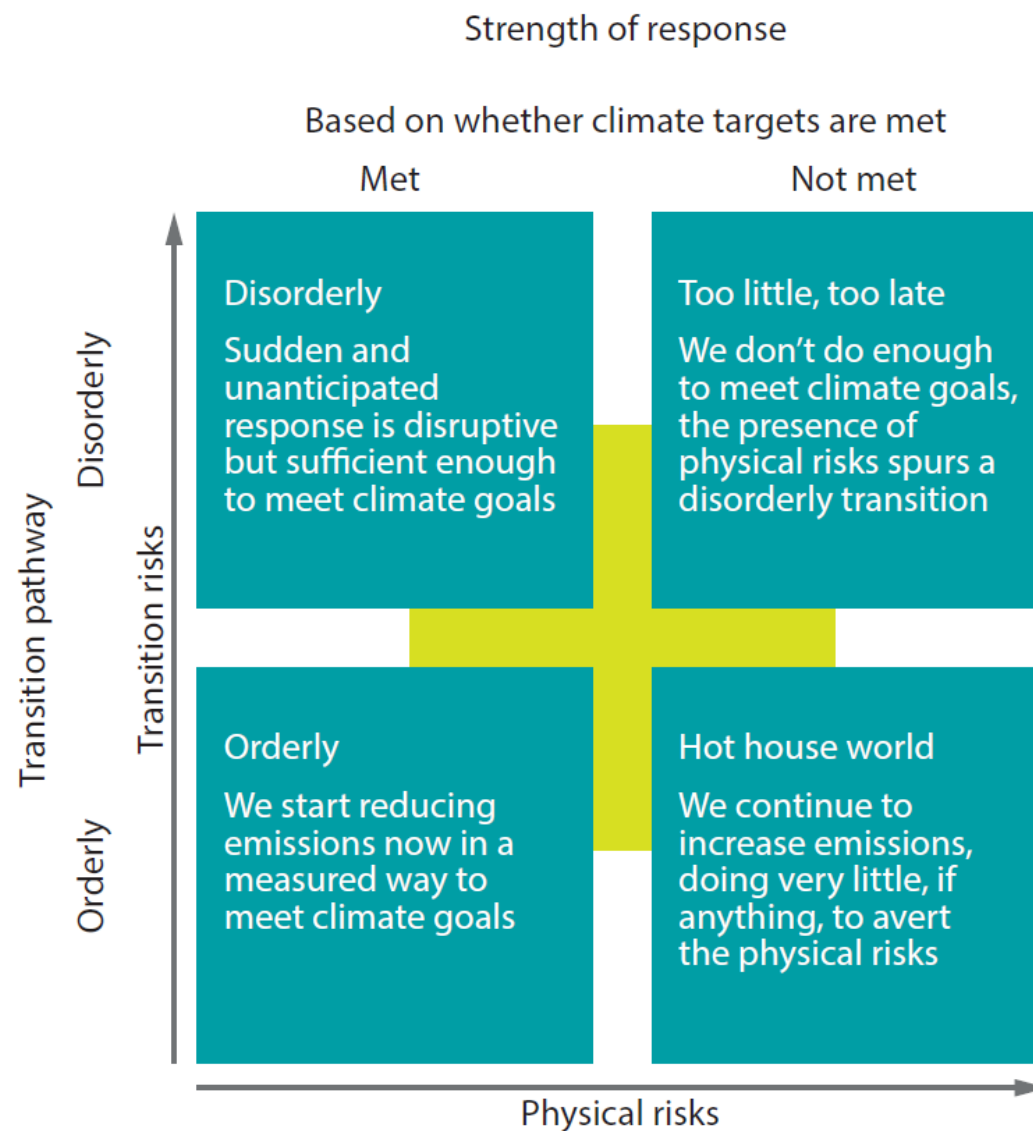 Strength of response
Based on whether climate targets are met
Met
Not met
Transition pathway
Disorderly
Orderly
Transition risks
Disorderly
Sudden and
unanticipated
response is disruptive
but sufficient enough
to meet climate goals
Too little, too late
We don’t do enough
to meet climate goals,
the presence of
physical risks spurs a
disorderly transition
Orderly
We start reducing
emissions now in a
measured way to
meet climate goals
Hot house world
We continue to
increase emissions,
doing very little, if
anything, to avert
the physical risks
Physical risks